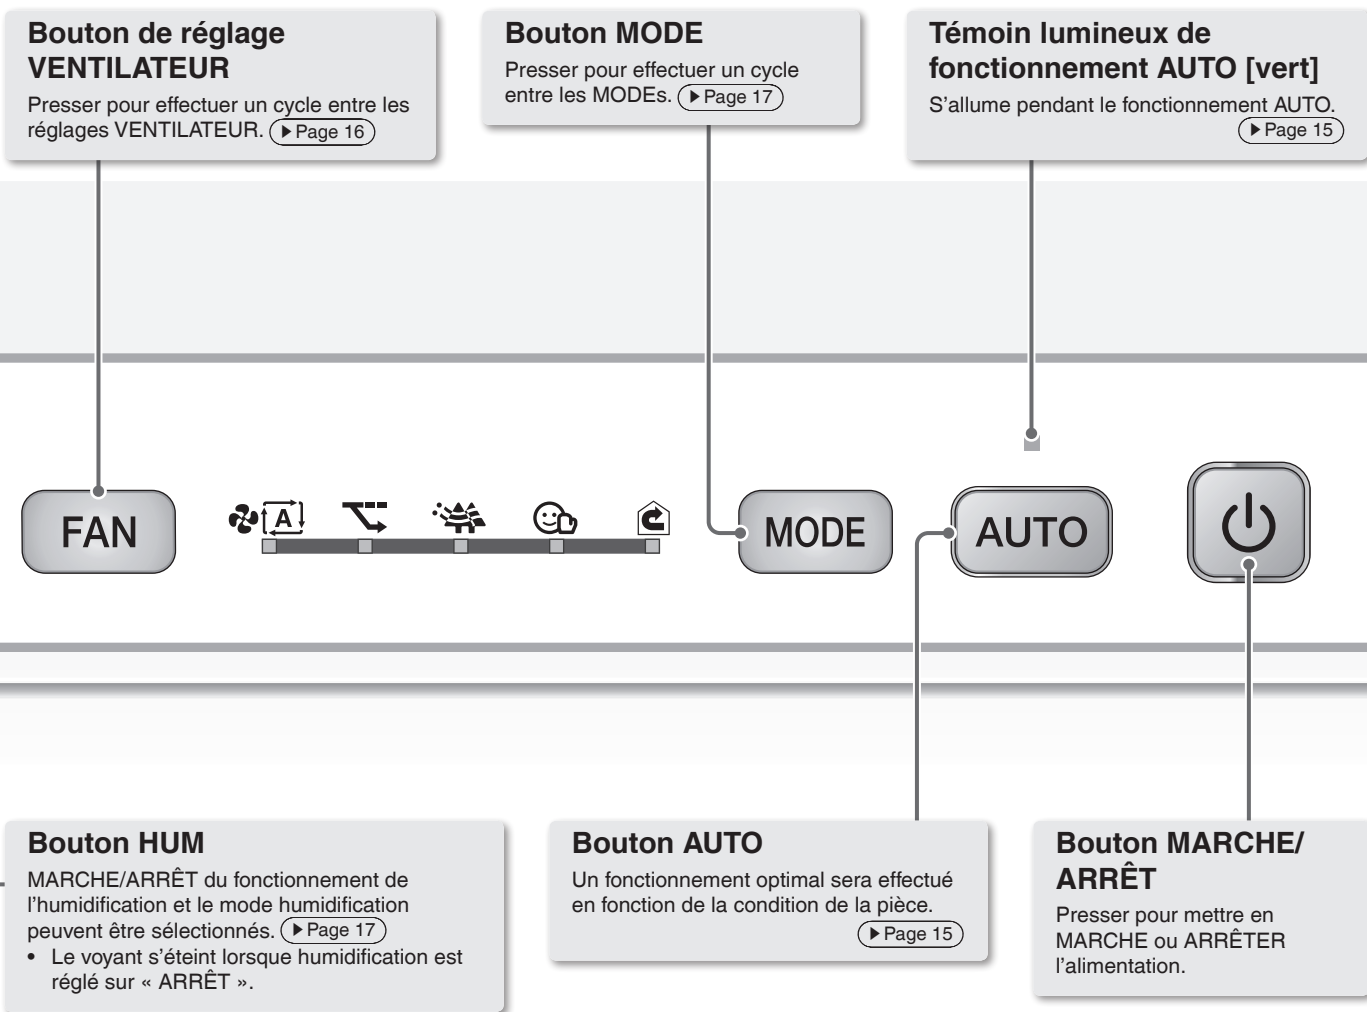 Bouton de réglage
VENTILATEUR
Presser pour effectuer un cycle entre les
réglages VENTILATEUR. ▶ Page 16
Bouton MODE
Presser pour effectuer un cycle
entre les MODEs. ▶ Page 17
Témoin lumineux de
fonctionnement AUTO [vert]
S'allume pendant le fonctionnement AUTO.
▶ Page 15
FAN
A
MODE
AUTO
Bouton HUM
MARCHE/ARRÊT du fonctionnement de
l'humidification et le mode humidification
peuvent être sélectionnés. ▶ Page 17
• Le voyant s'éteint lorsque humidification est
réglé sur « ARRÊT ».
Bouton AUTO
Un fonctionnement optimal sera effectué
en fonction de la condition de la pièce.
▶ Page 15
Bouton MARCHE/
ARRÊT
Presser pour mettre en
MARCHE ou ARRÊTER
l'alimentation.